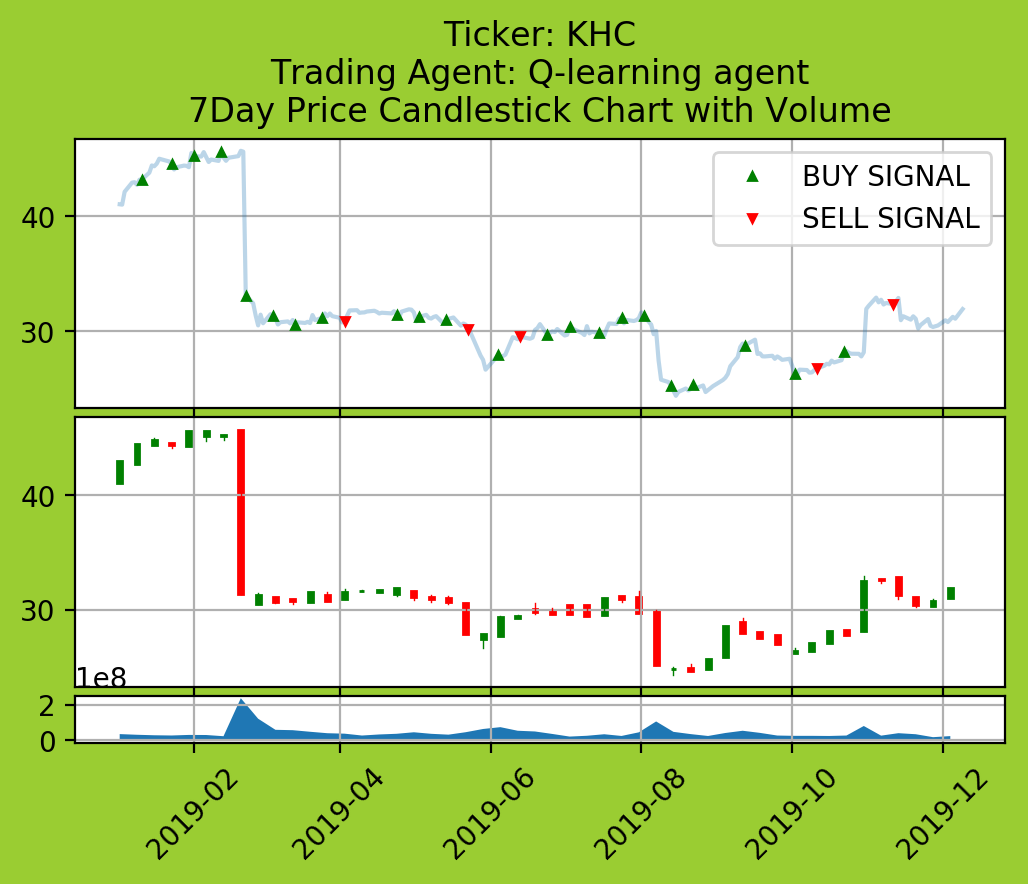 Ticker: KHC
Trading Agent: Q-learning agent
7Day Price Candlestick Chart with Volume
BUY SIGNAL
SELL SIGNAL
40
30
40
30
1e8
2
0
2019-02
2019-04
2019-06
2019-08
2019-10
2019-12